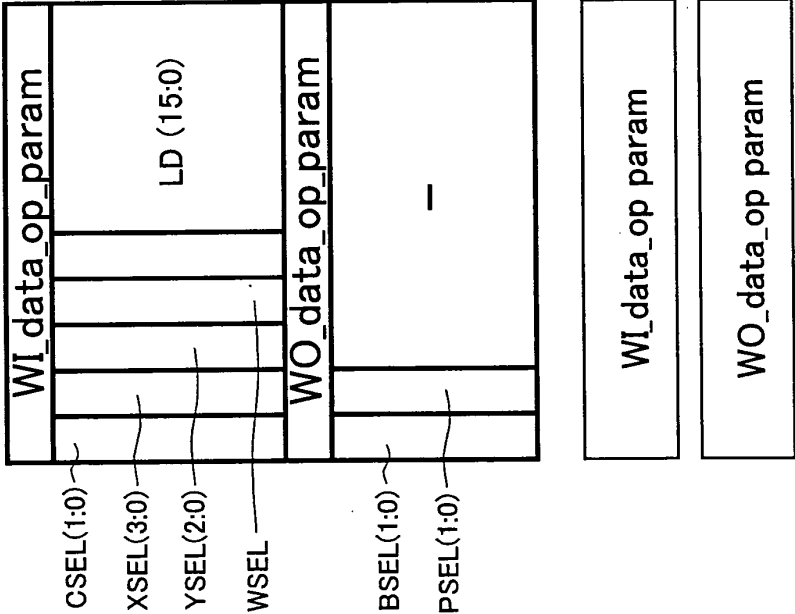 WI_data_op_param
LD (15:0)
CSEL(1:0)
XSEL(3:0)
YSEL(2:0)
WSEL
WO_data_op_param
–
BSEL(1:0)
PSEL(1:0)
WI_data_op param
WO_data_op param